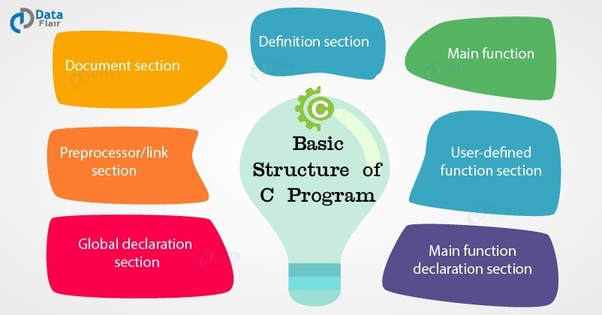 Data
Flair
Definition section
Document section
Main function
C
Basic
Structure of
C Program
Preprocessor/link
section
User-defined
function section
Global declaration
section
Main function
declaration section